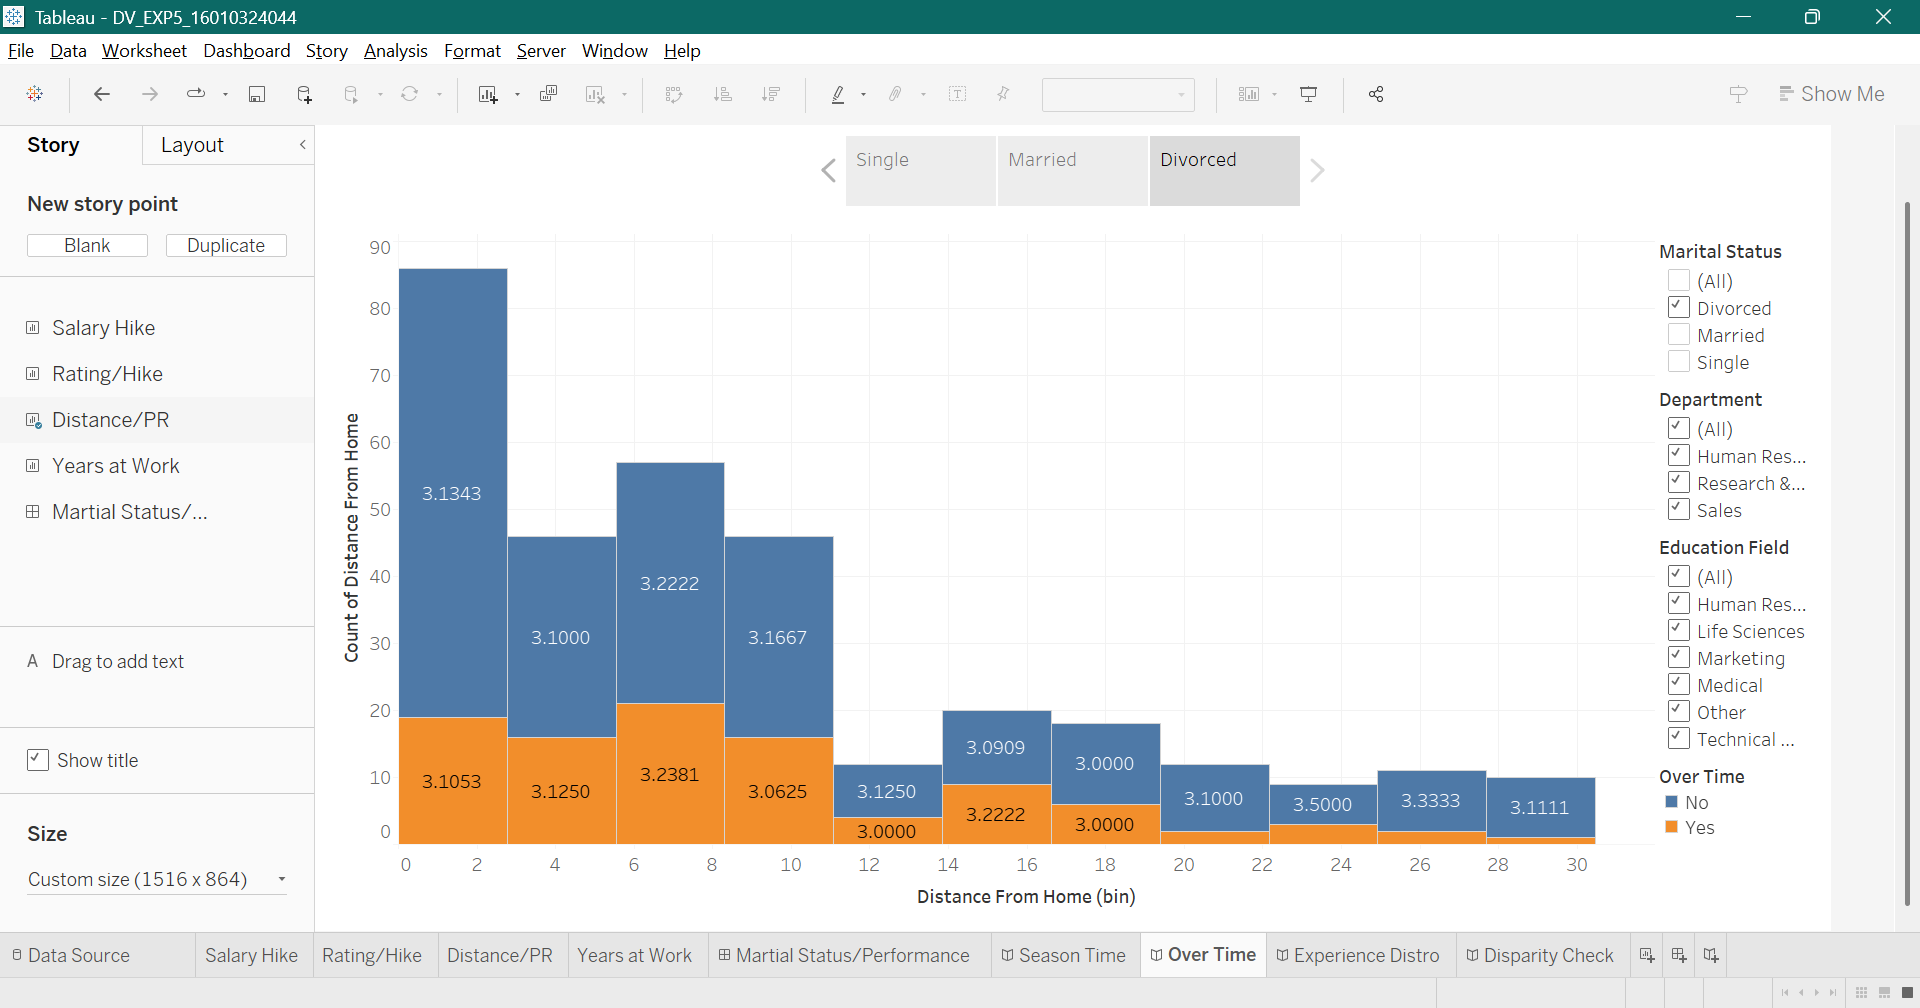 Tableau - DV_EXP5_16010324044
File Data Worksheet Dashboard Story Analysis Format Server Window Help
Show Me
Story Layout
New story point
Blank Duplicate
Salary Hike
Rating/Hike
Distance/PR
Years at Work
Martial Status/...
A Drag to add text
Show title
Size
Custom size (1516 x 864)
Single Married Divorced
Count of Distance From Home
90
80
70
60
50
40
30
20
10
0
3.1343
3.1000
3.2222
3.1667
3.1250
3.0909
3.0000
3.1000
3.5000
3.3333
3.1111
3.1053
3.1250
3.2381
3.0625
3.0000
3.2222
3.0000
0 2 4 6 8 10 12 14 16 18 20 22 24 26 28 30
Distance From Home (bin)
Marital Status
(All)
Divorced
Married
Single
Department
(All)
Human Res...
Research &...
Sales
Education Field
(All)
Human Res...
Life Sciences
Marketing
Medical
Other
Technical ...
Over Time
No
Yes
Data Source Salary Hike Rating/Hike Distance/PR Years at Work Martial Status/Performance Season Time Over Time Experience Distro Disparity Check